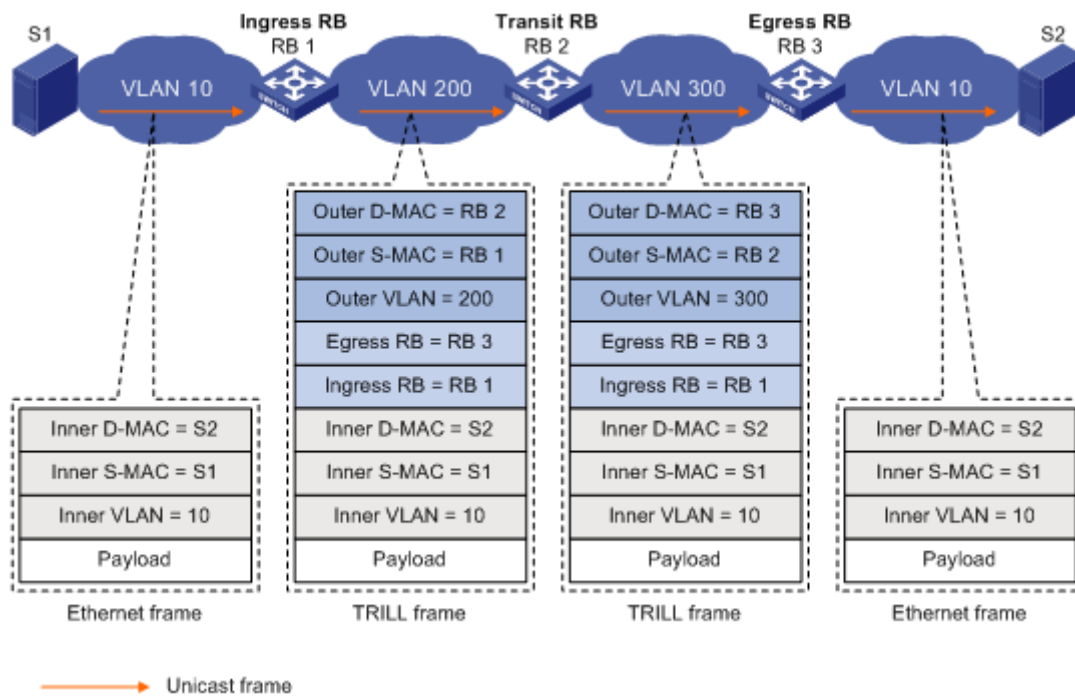 Ingress RB
Transit RB
Egress RB
S1
RB 1
RB 2
RB 3
S2
VLAN 10
VLAN 200
VLAN 300
VLAN 10
SWITCH
SWITCH
SWITCH
Inner D-MAC = S2
Inner S-MAC = S1
Inner VLAN = 10
Payload
Ethernet frame
Outer D-MAC = RB 2
Outer S-MAC = RB 1
Outer VLAN = 200
Egress RB = RB 3
Ingress RB = RB 1
Inner D-MAC = S2
Inner S-MAC = S1
Inner VLAN = 10
Payload
TRILL frame
Outer D-MAC = RB 3
Outer S-MAC = RB 2
Outer VLAN = 300
Egress RB = RB 3
Ingress RB = RB 1
Inner D-MAC = S2
Inner S-MAC = S1
Inner VLAN = 10
Payload
TRILL frame
Inner D-MAC = S2
Inner S-MAC = S1
Inner VLAN = 10
Payload
Ethernet frame
Unicast frame